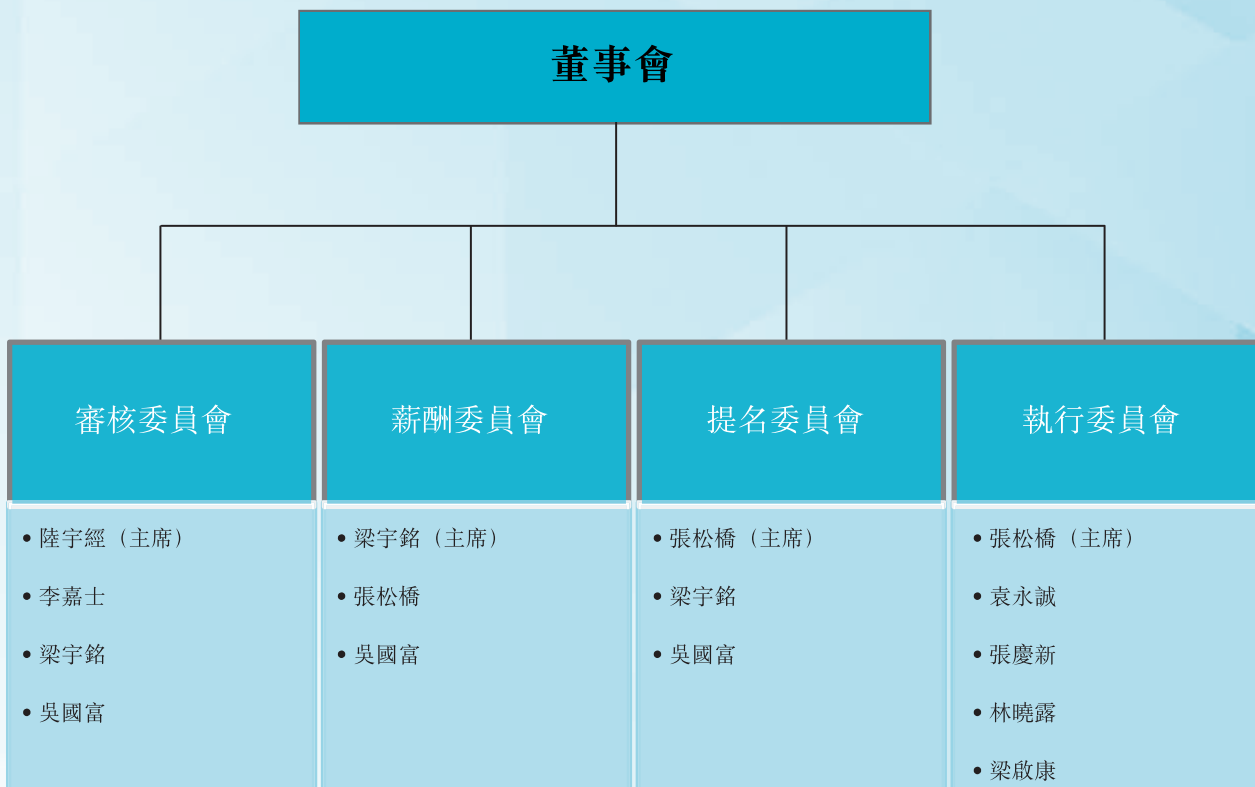 董事會
審核委員會
薪酬委員會
提名委員會
執行委員會
• 陸宇經（主席）
• 李嘉士
• 梁宇銘
• 吳國富
• 梁宇銘（主席）
• 張松橋
• 吳國富
• 張松橋（主席）
• 梁宇銘
• 吳國富
• 張松橋（主席）
• 袁永誠
• 張慶新
• 林曉露
• 梁啟康